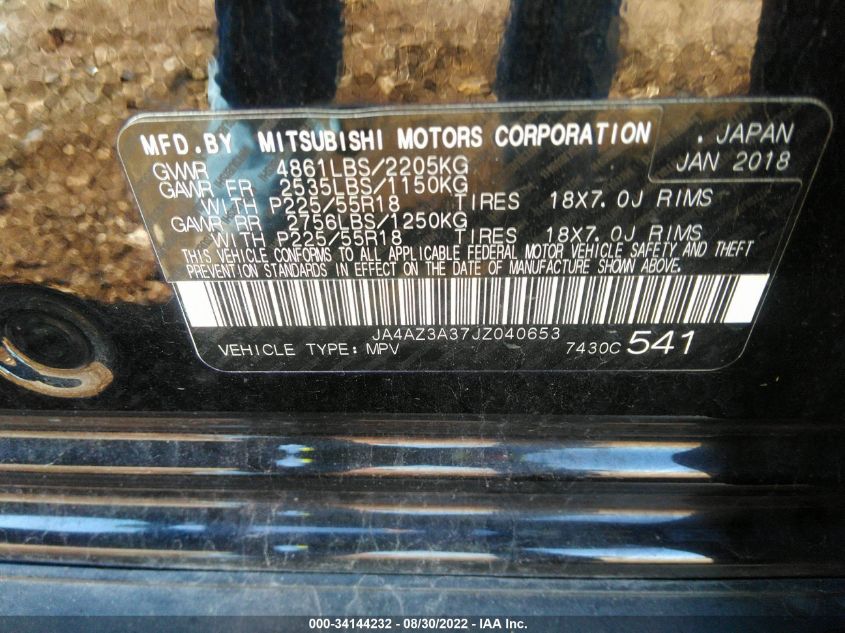 MFD.BY MITSUBISHI MOTORS CORPORATION . JAPAN
GVWR 4861LBS/2205KG JAN 2018
GAWR FR 2535LBS/1150KG
WITH P225/55R18 TIRES 18X7.0J RIMS
GAWR RR 2756LBS/1250KG
WITH P225/55R18 TIRES 18X7.0J RIMS
THIS VEHICLE CONFORMS TO ALL APPLICABLE FEDERAL MOTOR VEHICLE SAFETY AND THEFT
PREVENTION STANDARDS IN EFFECT ON THE DATE OF MANUFACTURE SHOWN ABOVE.
JA4AZ3A37JZ040653
VEHICLE TYPE: MPV 7430C 541
000-34144232 - 08/30/2022 - IAA Inc.